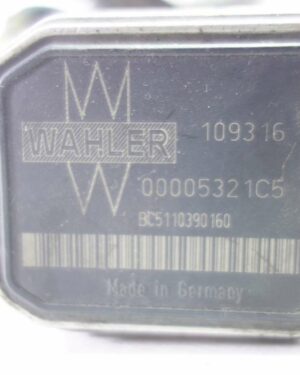 W
WAHLER 109316
W
00005321C5
BC5110390160
Made in Germany